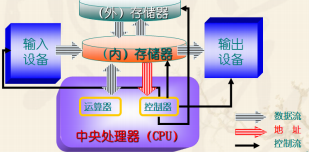 (外)存储器
输入
设备
(内)存储器
输出
设备
运算器
控制器
中央处理器(CPU)
数据流
地 址
控制流